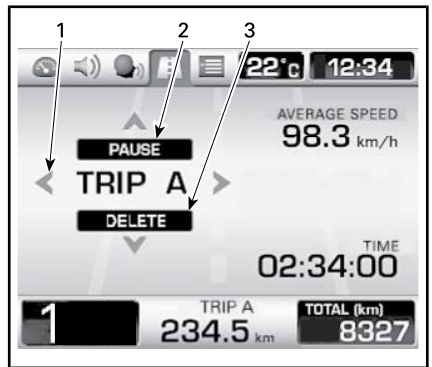 1 2 3
22°c 12:34
AVERAGE SPEED
98.3 km/h
PAUSE
TRIP A
DELETE
TIME
02:34:00
1
TRIP A
234.5 km
TOTAL (km)
8327